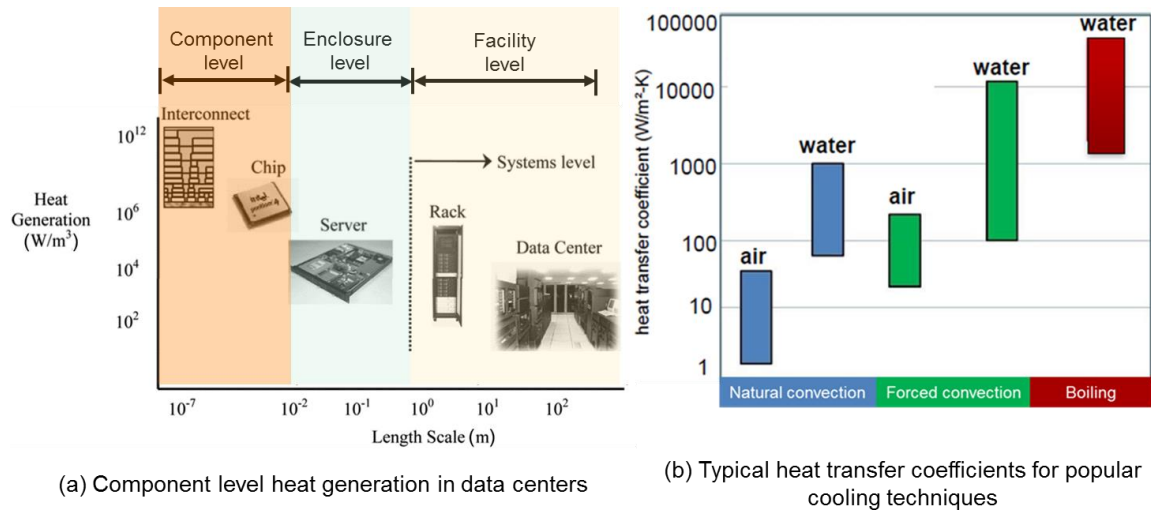 Component
level
Enclosure
level
Facility
level
Interconnect
Chip
Server
Systems level
Rack
Data Center
Heat
Generation
(W/m³)
10¹²
10⁶
10⁴
10²
10⁻⁷
10⁻²
10⁻¹
10⁰
10¹
10²
Length Scale (m)
(a) Component level heat generation in data centers
heat transfer coefficient (W/m²-K)
100000
10000
1000
100
10
1
air
water
air
water
water
Natural convection
Forced convection
Boiling
(b) Typical heat transfer coefficients for popular
cooling techniques